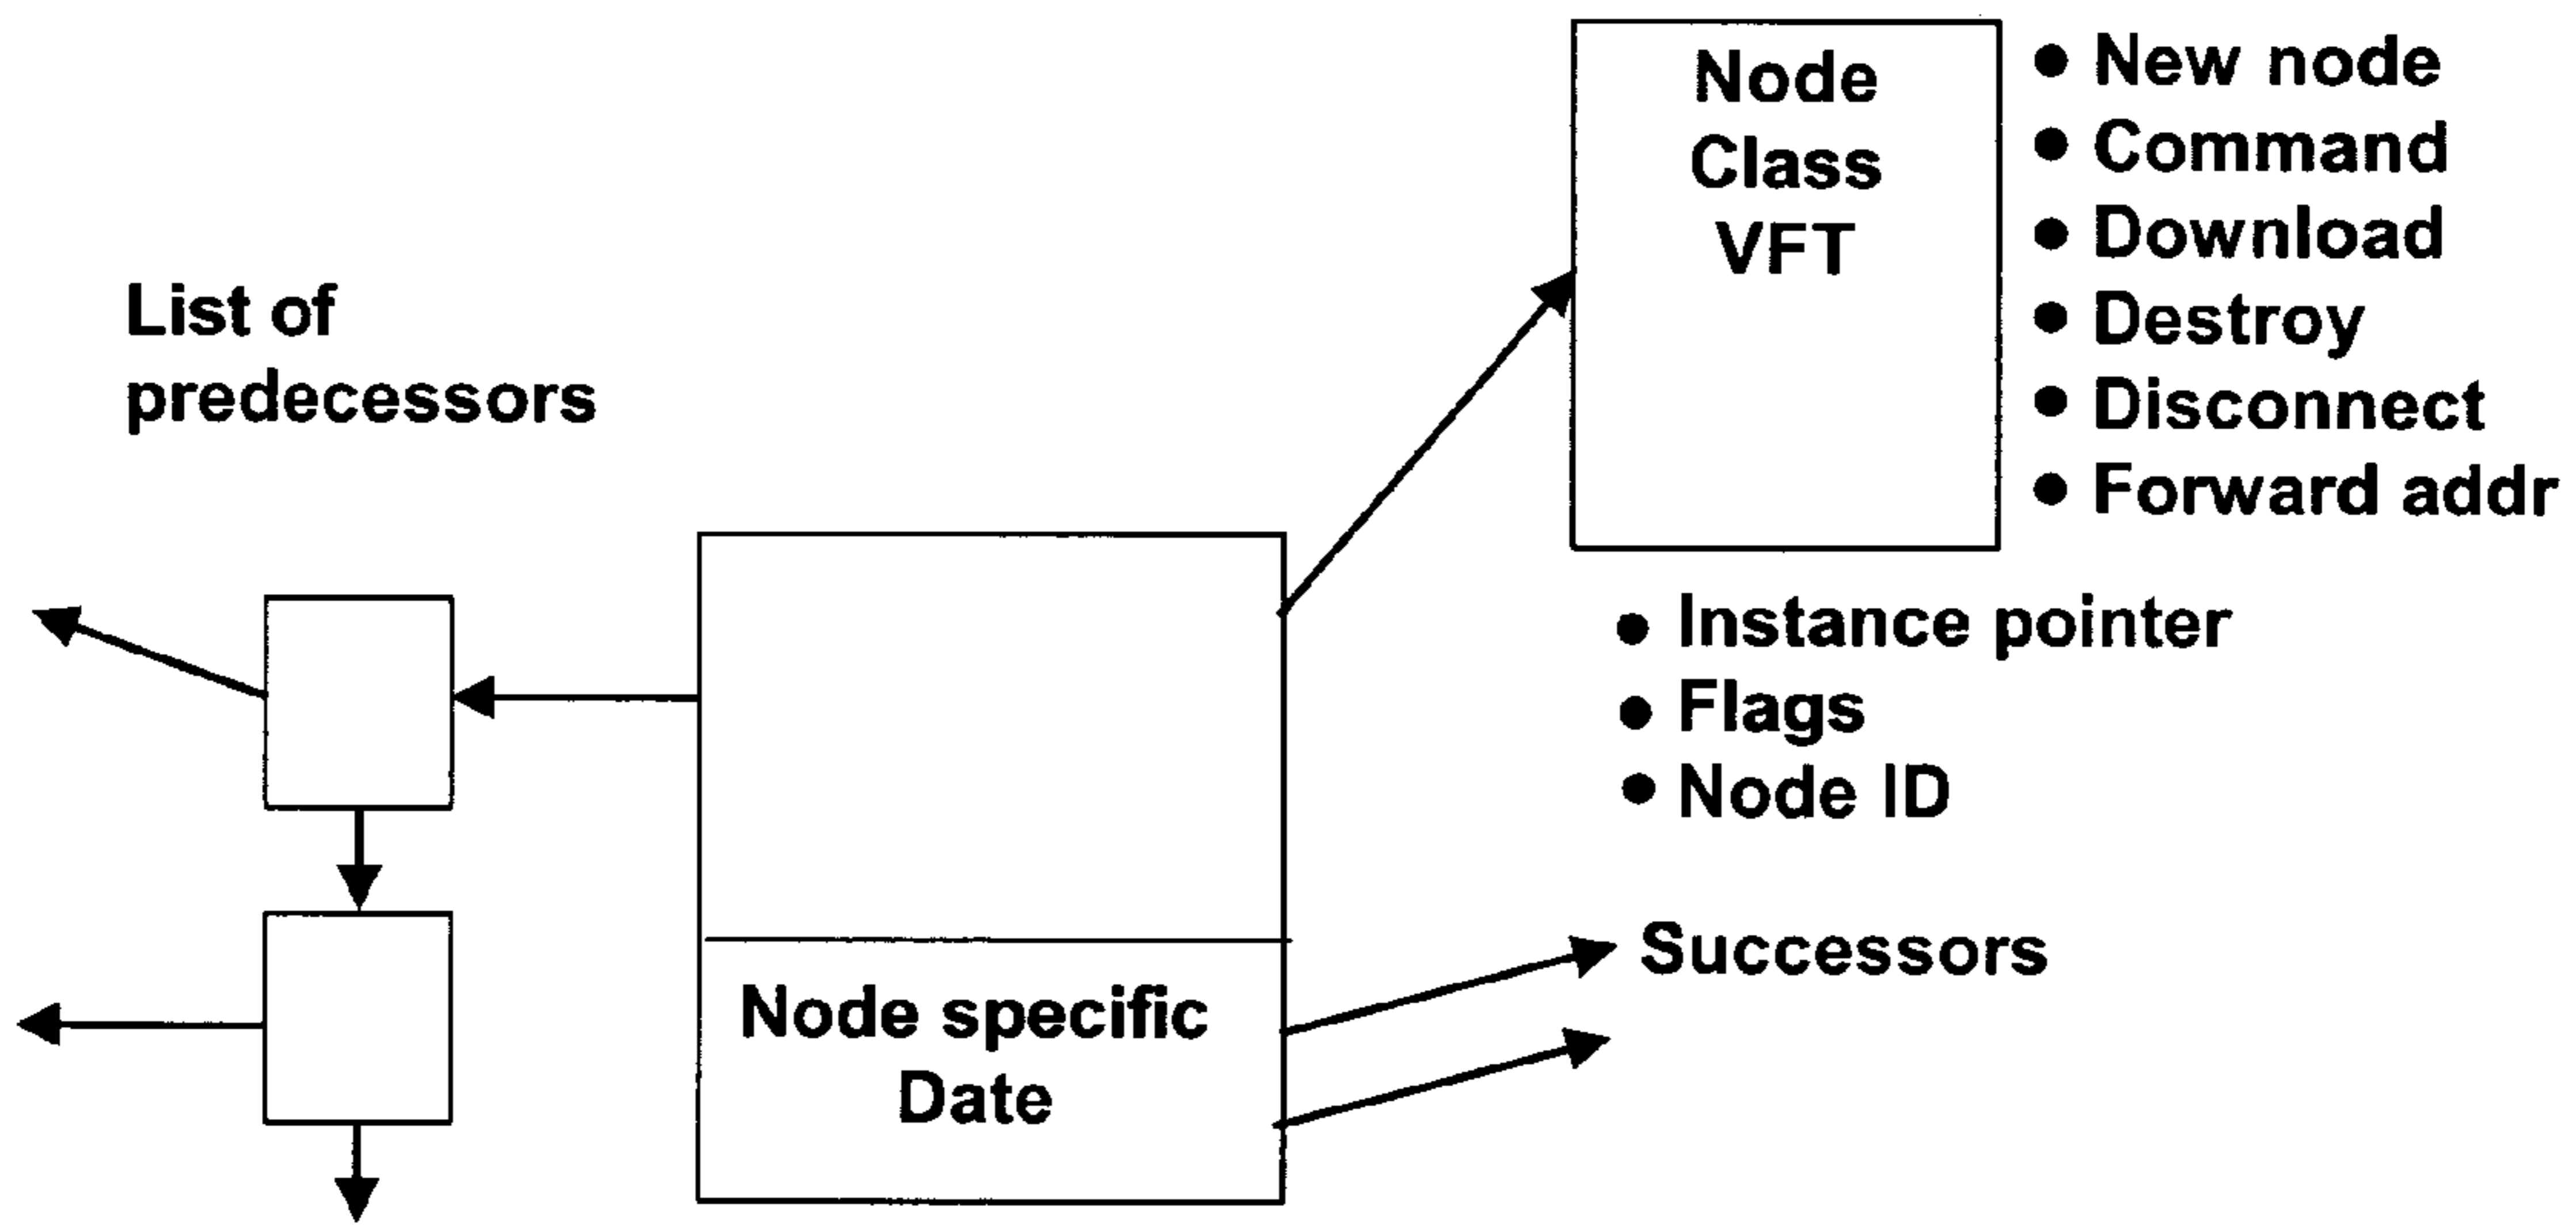 Node
Class
VFT
• New node
• Command
• Download
• Destroy
• Disconnect
• Forward addr
List of
predecessors
• Instance pointer
• Flags
• Node ID
Successors
Node specific
Date